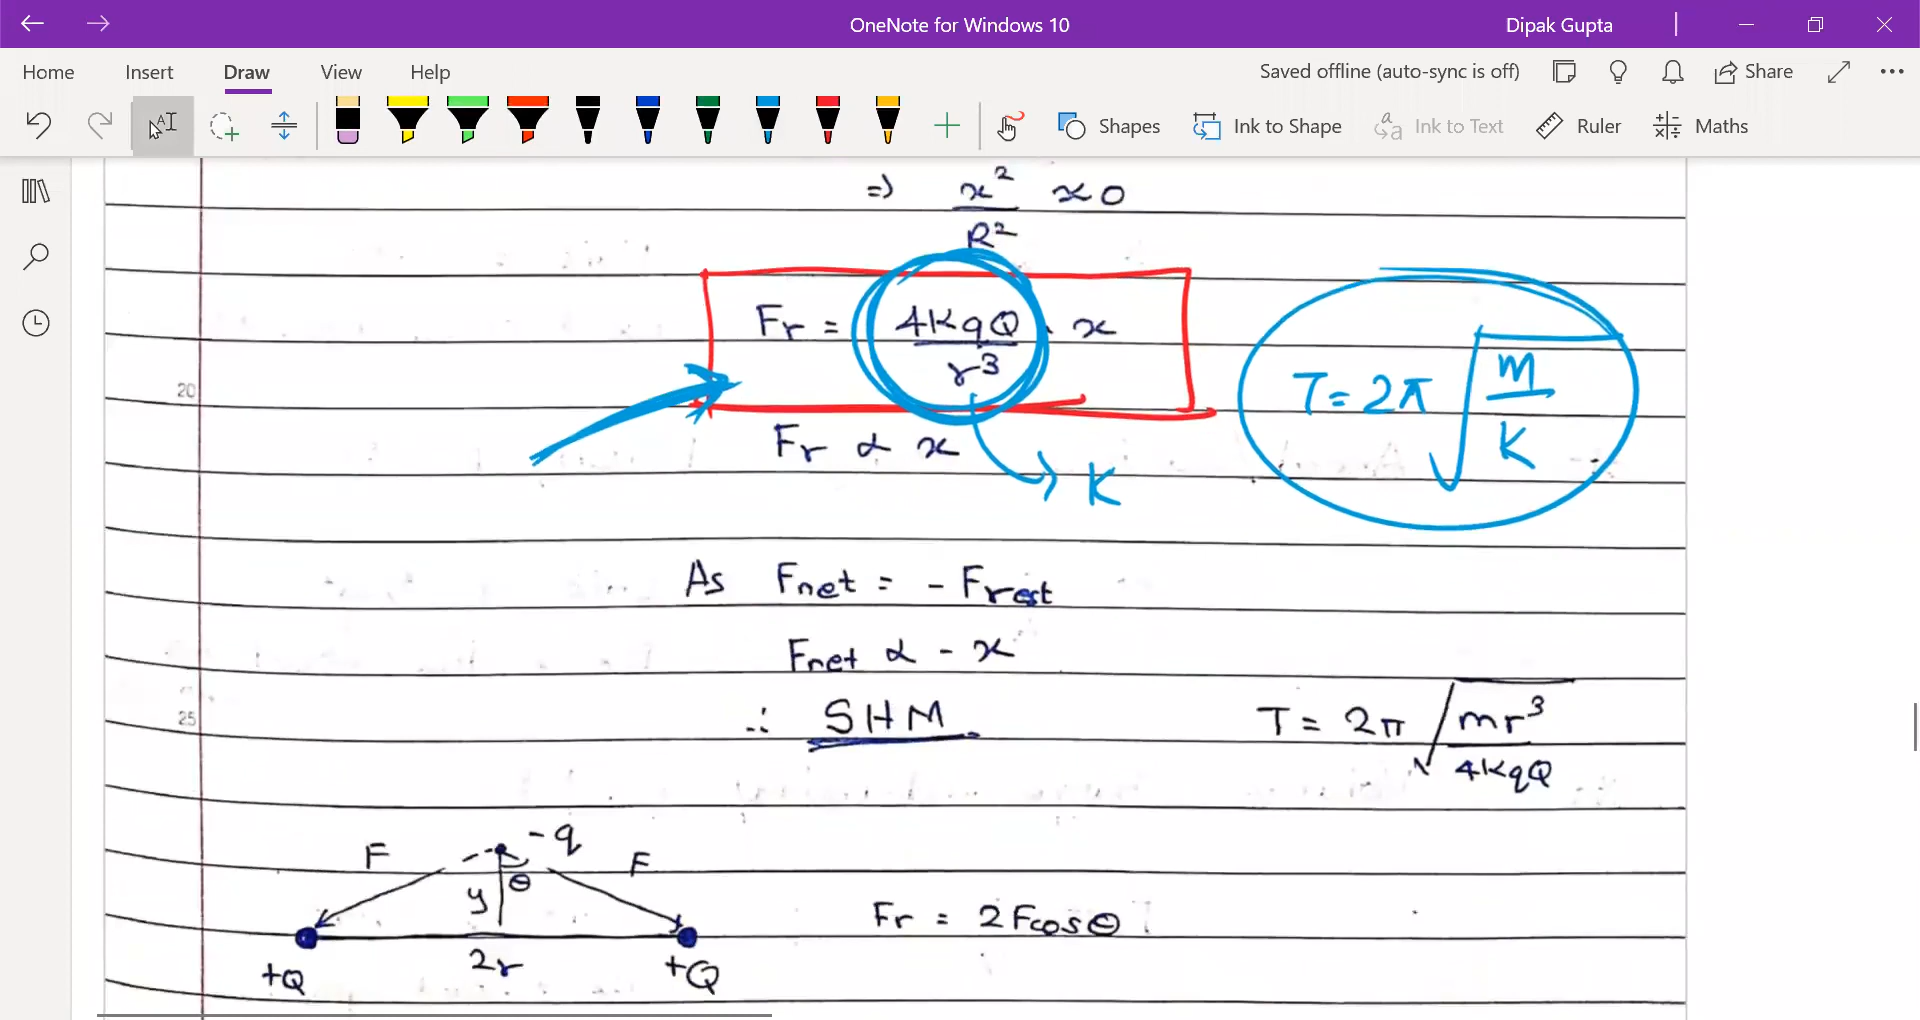 OneNote for Windows 10
Dipak Gupta
Home Insert Draw View Help
Saved offline (auto-sync is off) Share
Shapes Ink to Shape Ink to Text Ruler Maths
=) x² ≈ 0
R²
Fr = 4KqQ . x
r³
T = 2π √ m
K
20
Fr ∝ x
→ K
As Fnet = - Frest
Fnet ∝ - x
25
∴ SHM
T = 2π √ mr³
4KqQ
-q
F F
y θ
Fr = 2Fcosθ
+Q 2r +Q